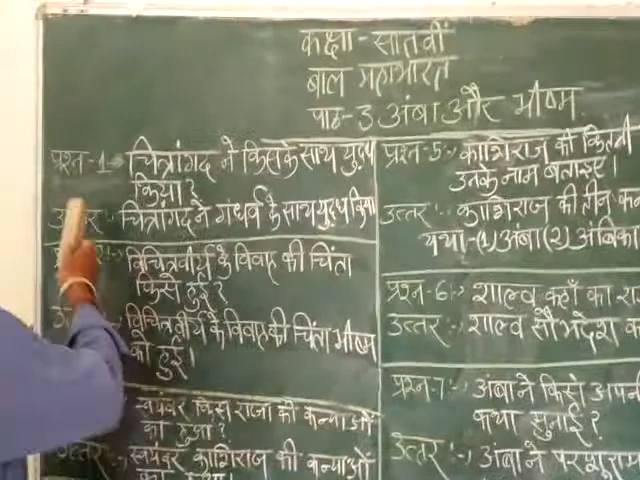 कक्षा - सातवीं
बाल महाभारत
पाठ-3 अंबा और भीष्म
प्रश्न-1 चित्रांगद ने किसके साथ युद्ध
किया?
उत्तर :- चित्रांगद ने गंधर्व के साथ युद्ध किया
विचित्रवीर्य के विवाह की चिंता
किसे हुई?
विचित्रवीर्य के विवाह की चिंता भीष्म
को हुई।
स्वयंवर किस राजा की कन्याओं
का हुआ?
उत्तर :- स्वयंवर काशिराज की कन्याओं
का हुआ।
प्रश्न-5:- काशिराज की कितनी
उनके नाम बताइए।
उत्तर :- काशिराज की तीन
यथा-(1) अंबा (2) अंबिका
प्रश्न-6:- शाल्व कहाँ का
उत्तर :- शाल्व सौभदेश
प्रश्न-7:- अंबा ने किसे
सुनाई?
उत्तर :- अंबा ने परशुराम